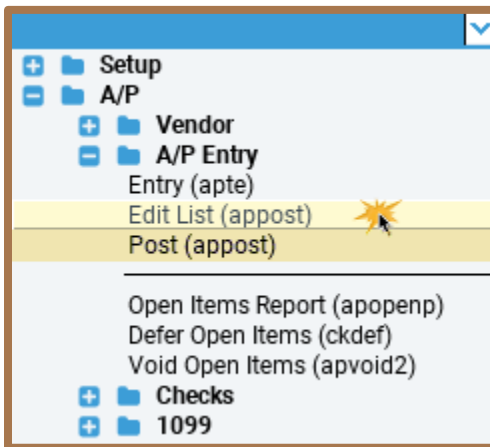 Setup
A/P
Vendor
A/P Entry
Entry (apte)
Edit List (appost)
Post (appost)
Open Items Report (apopenp)
Defer Open Items (ckdef)
Void Open Items (apvoid2)
Checks
1099